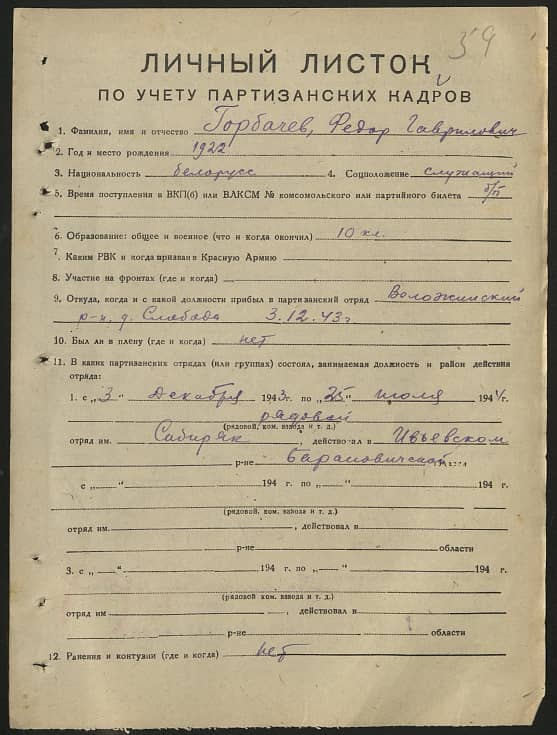 59
ЛИЧНЫЙ ЛИСТОК
ПО УЧЕТУ ПАРТИЗАНСКИХ КАДРОВ
1. Фамилия, имя и отчество Горбачев, Федор Гаврилович
2. Год и место рождения 1922
3. Национальность белорусс 4. Соцположение служащий
5. Время поступления в ВКП(б) или ВЛКСМ № комсомольского или партийного билета б/п
6. Образование: общее и военное (что и когда окончил) 10 кл.
7. Каким РВК и когда призван в Красную Армию
8. Участие на фронтах (где и когда)
9. Откуда, когда и с какой должности прибыл в партизанский отряд Воложинский
р-н. д. Слобода 3.12.43г
10. Был ли в плену (где и когда) нет
11. В каких партизанских отрядах (или группах) состоял, занимаемая должность и район действия
отряда:
1. с „3“ декабря 1943г. по „25“ июля 1944г.
рядовой
(рядовой, ком. взвода и т. д.)
отряд им. Сибиряк, действовал в Ивьевском
р-не Барановичской
с „ “ 194 г. по „ “ 194 г.
(рядовой, ком. взвода и т. д.)
отряд им. , действовал в
р-не области
3. с „ “ 194 г. по „ “ 194 г.
(рядовой ком. взвода и т. д.)
отряд им , действовал в
р-не области
12. Ранения и контузии (где и когда) нет